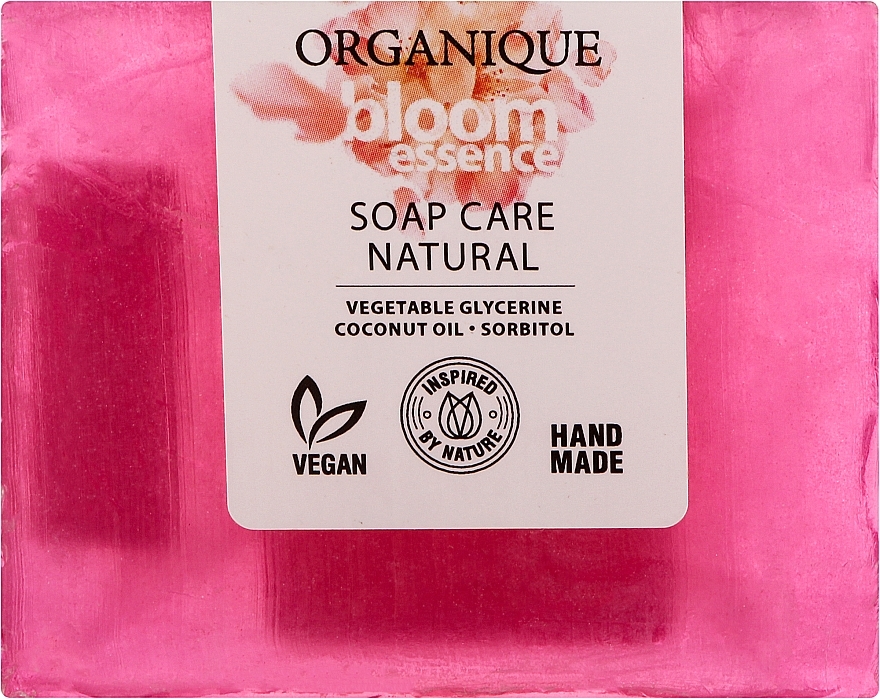 ORGANIQUE
bloom
essence
SOAP CARE
NATURAL
VEGETABLE GLYCERINE
COCONUT OIL • SORBITOL
VEGAN
INSPIRED
BY NATURE
HAND
MADE